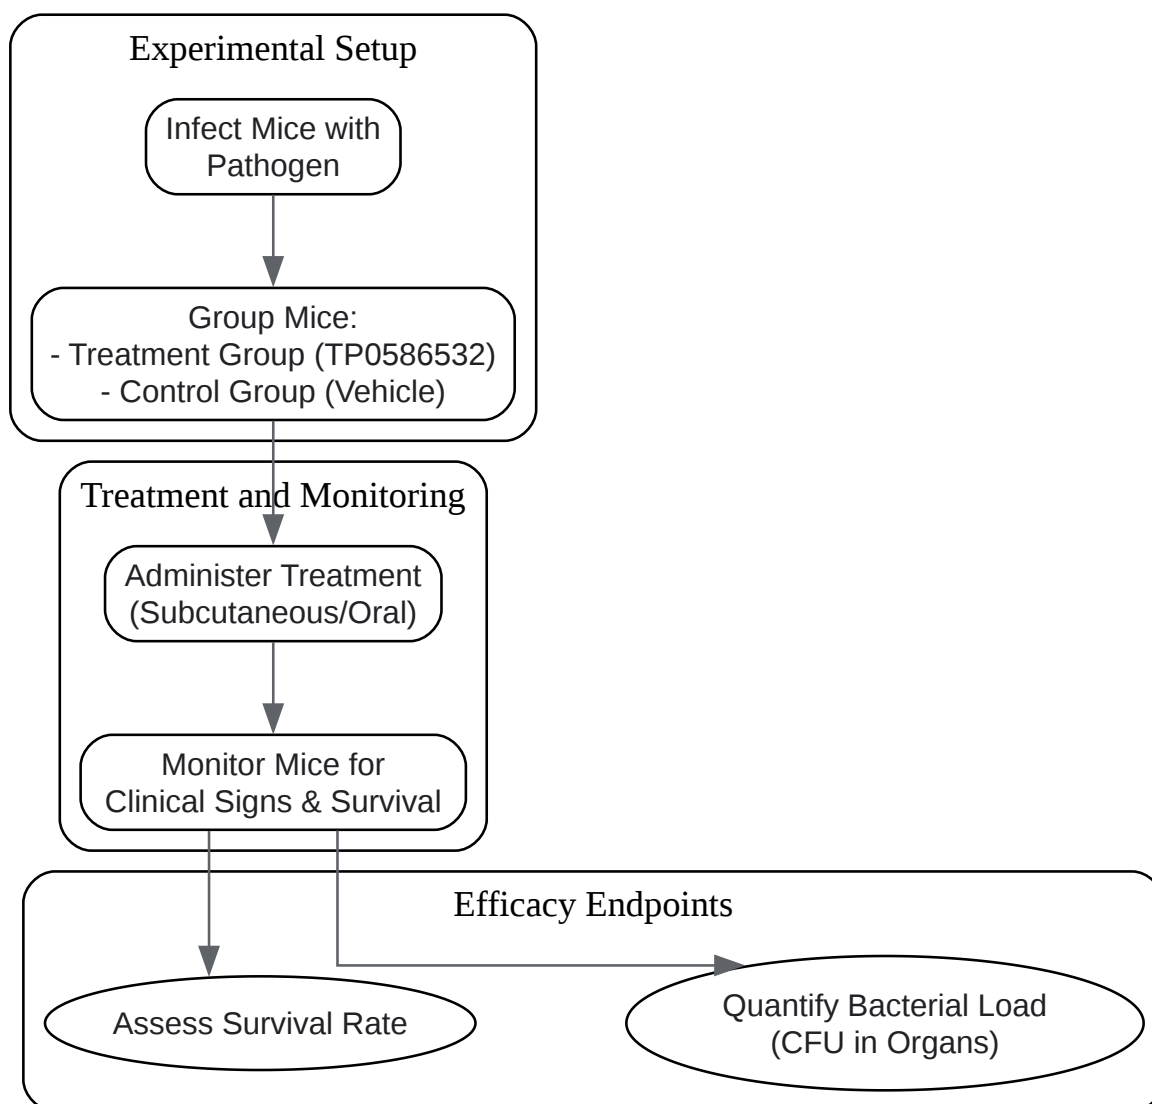 Experimental Setup
Infect Mice with
Pathogen
Group Mice:
- Treatment Group (TP0586532)
- Control Group (Vehicle)
Treatment and Monitoring
Administer Treatment
(Subcutaneous/Oral)
Monitor Mice for
Clinical Signs & Survival
Efficacy Endpoints
Assess Survival Rate
Quantify Bacterial Load
(CFU in Organs)